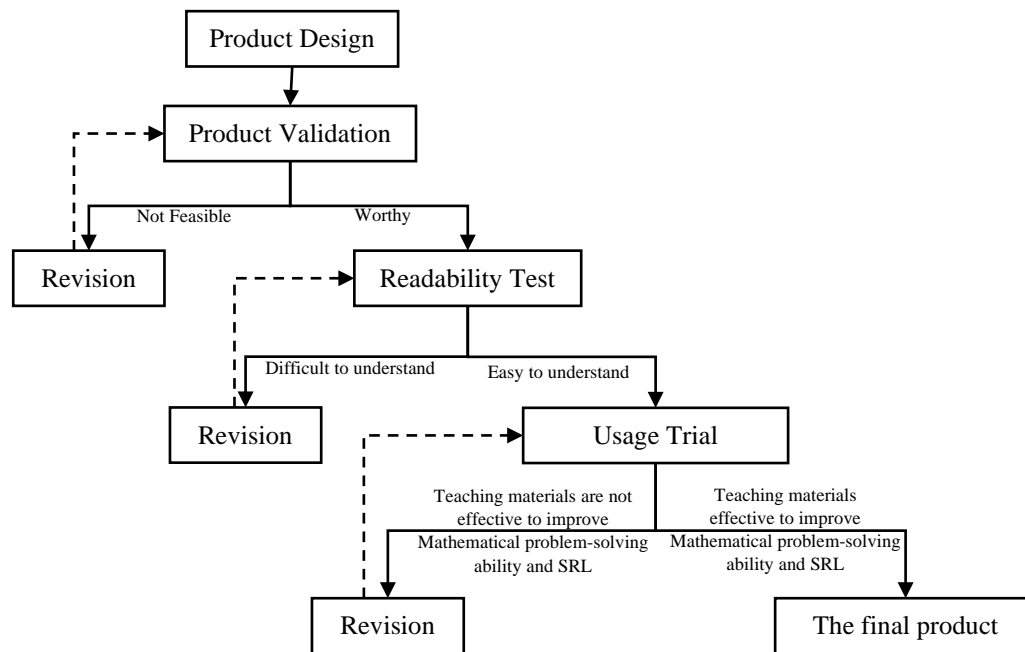 Product Design
Product Validation
Not Feasible
Worthy
Revision
Readability Test
Difficult to understand
Easy to understand
Revision
Usage Trial
Teaching materials are not
effective to improve
Mathematical problem-solving
ability and SRL
Teaching materials
effective to improve
Mathematical problem-solving
ability and SRL
Revision
The final product